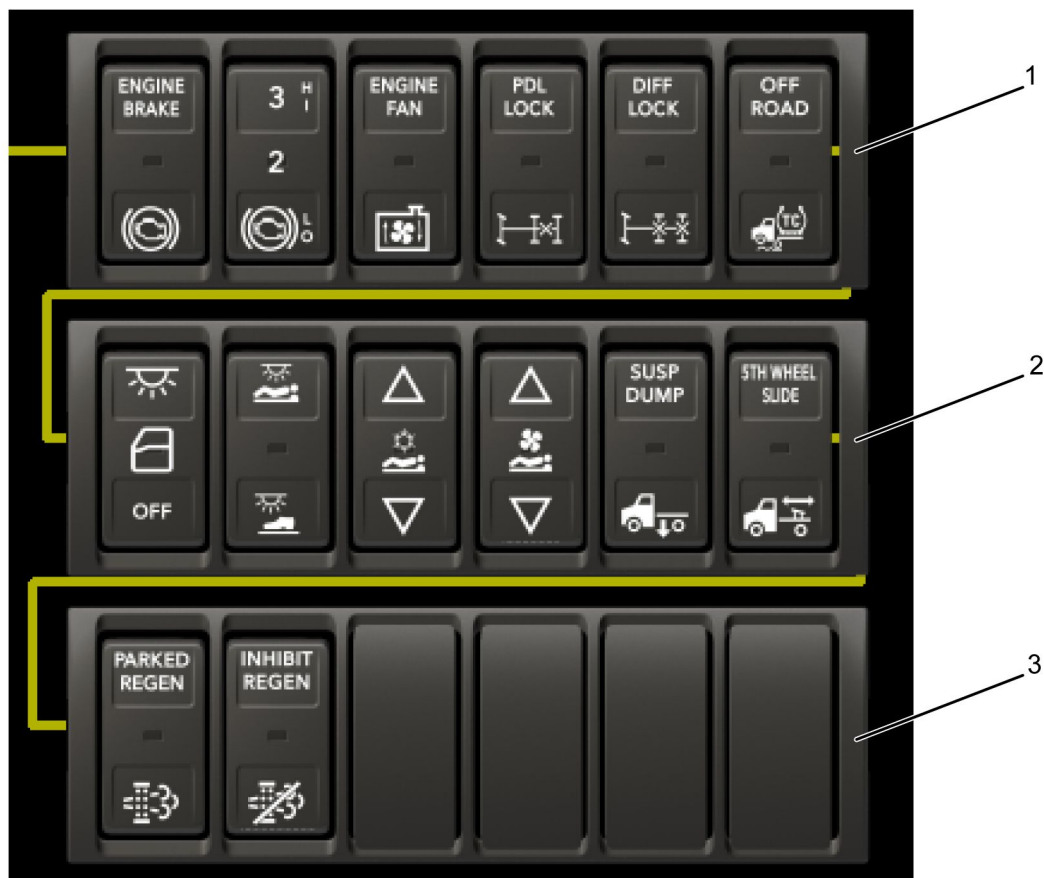 ENGINE
BRAKE
3 H
I
2
L
O
ENGINE
FAN
PDL
LOCK
DIFF
LOCK
OFF
ROAD
TC
1
OFF
SUSP
DUMP
5TH WHEEL
SLIDE
2
PARKED
REGEN
INHIBIT
REGEN
3